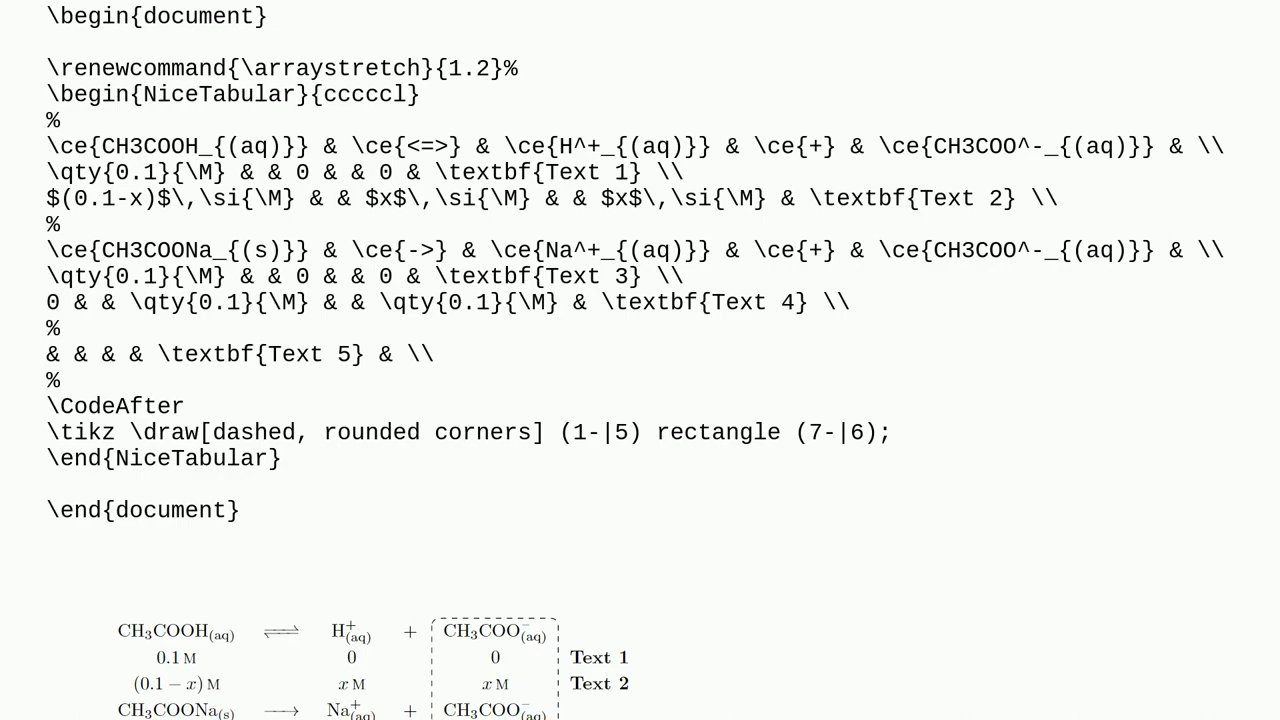 \begin{document}
\renewcommand{\arraystretch}{1.2}%
\begin{NiceTabular}{cccccl}
%
\ce{CH3COOH_{(aq)}} & \ce{<=>} & \ce{H^+_{(aq)}} & \ce{+} & \ce{CH3COO^-_{(aq)}} & \\
\qty{0.1}{\M} & & 0 & & 0 & \textbf{Text 1} \\
$(0.1-x)$\,\si{\M} & & $x$\,\si{\M} & & $x$\,\si{\M} & \textbf{Text 2} \\
%
\ce{CH3COONa_{(s)}} & \ce{->} & \ce{Na^+_{(aq)}} & \ce{+} & \ce{CH3COO^-_{(aq)}} & \\
\qty{0.1}{\M} & & 0 & & 0 & \textbf{Text 3} \\
0 & & \qty{0.1}{\M} & & \qty{0.1}{\M} & \textbf{Text 4} \\
%
& & & & \textbf{Text 5} & \\
%
\CodeAfter
\tikz \draw[dashed, rounded corners] (1-|5) rectangle (7-|6);
\end{NiceTabular}
\end{document}
CH₃COOH₍aq₎ ⇌ H⁺₍aq₎ + CH₃COO⁻₍aq₎
0.1 M 0 0 Text 1
(0.1 − x) M x M x M Text 2
CH₃COONa₍s₎ ⟶ Na⁺₍aq₎ + CH₃COO⁻₍aq₎